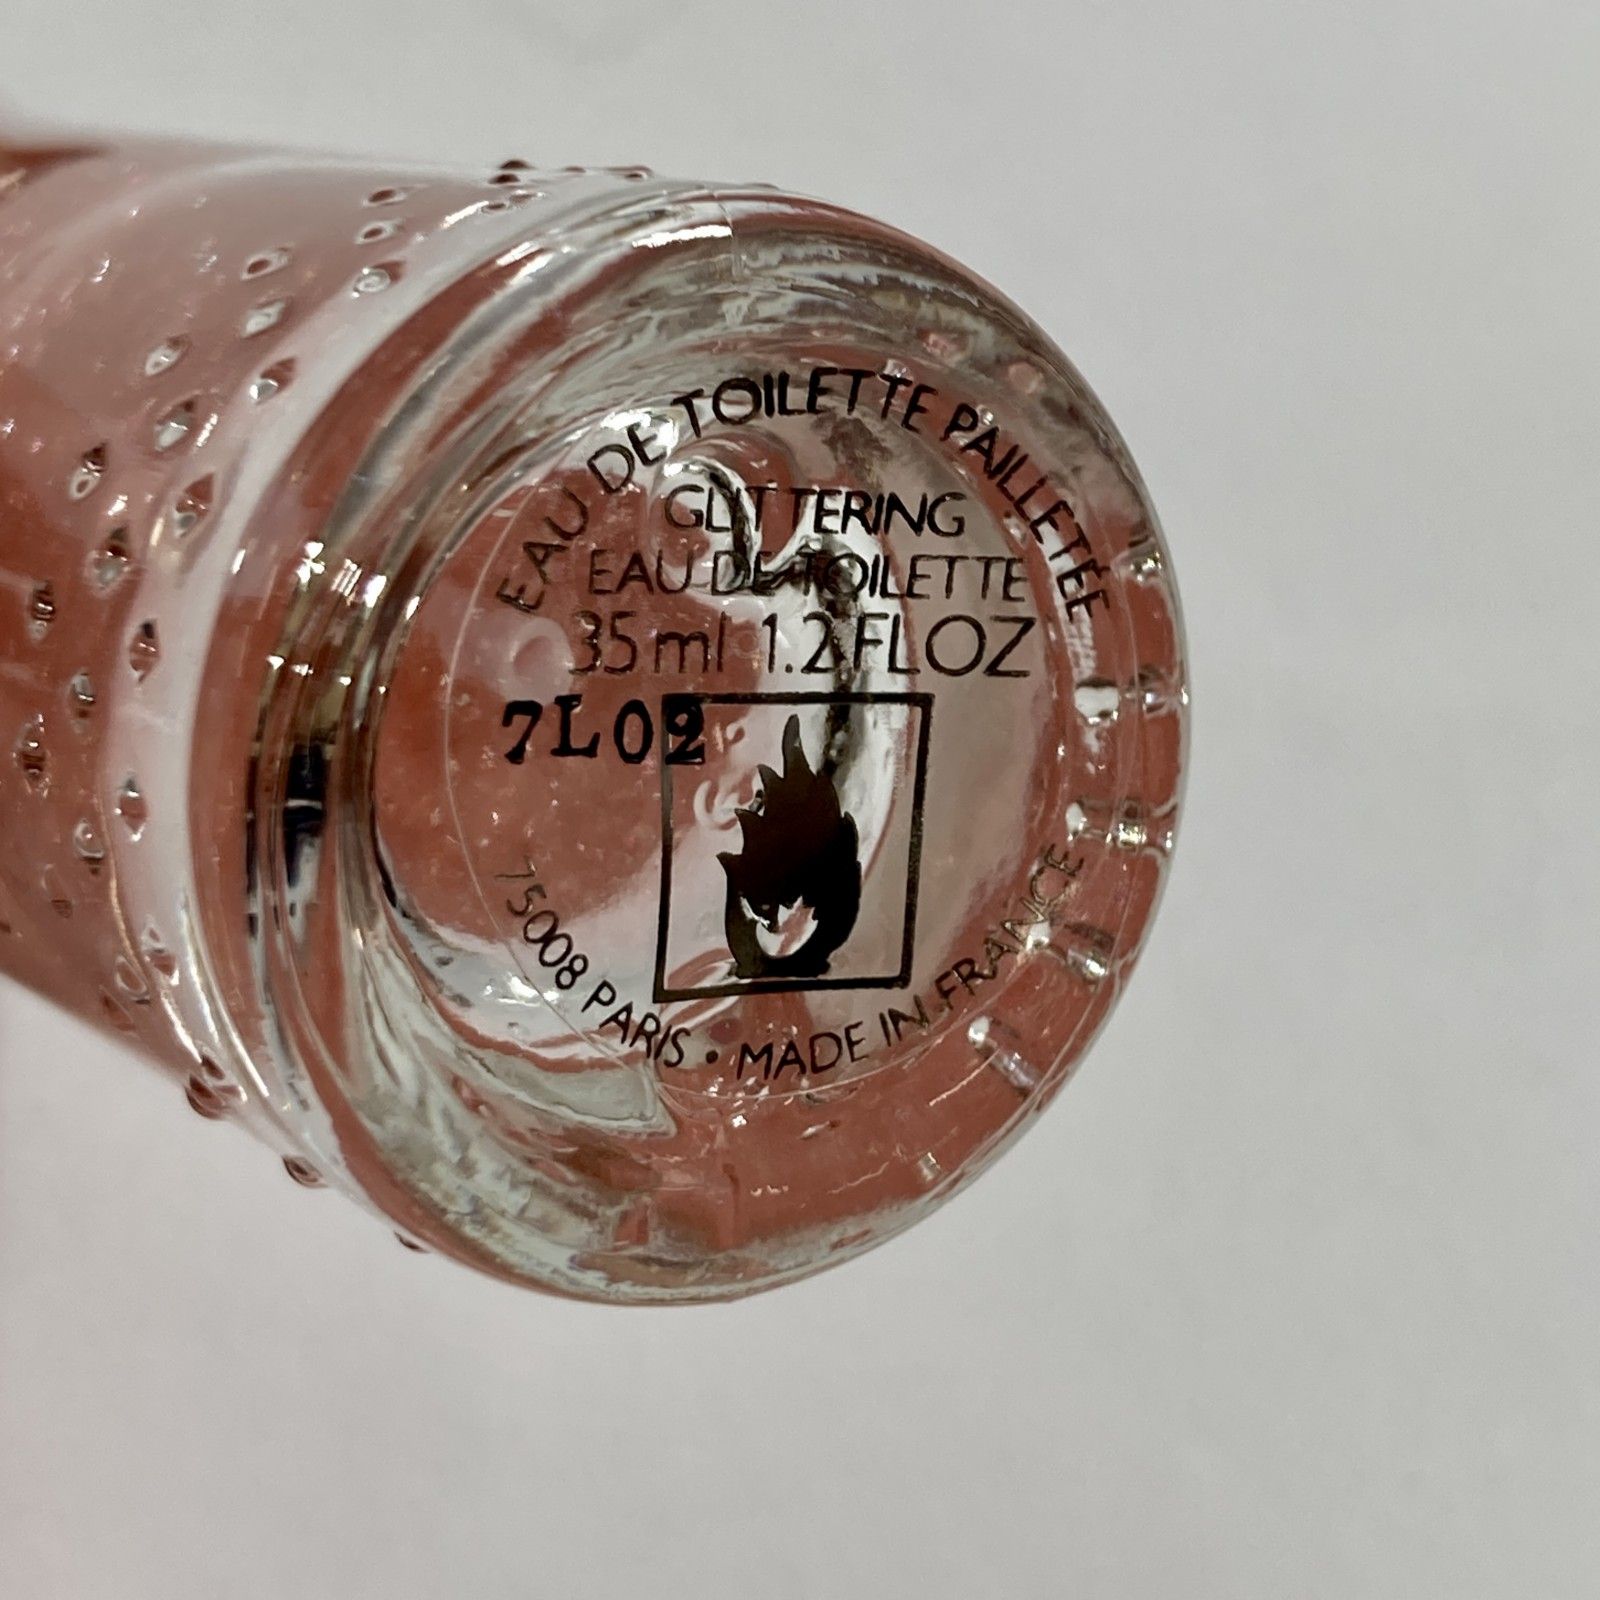 EAU DE TOILETTE PAILLETÉE
GLITTERING
EAU DE TOILETTE
35 ml 1.2 FL OZ
7L02
75008 PARIS • MADE IN FRANCE